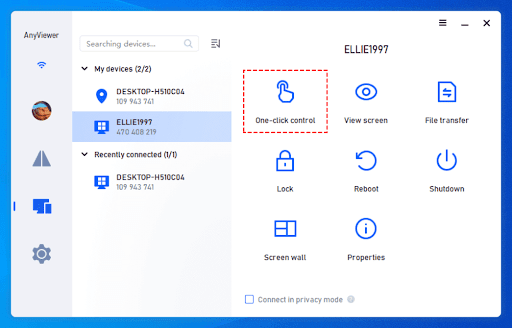 AnyViewer
Searching devices...
My devices (2/2)
DESKTOP-H510C04
109 943 741
ELLIE1997
470 408 219
Recently connected (1/1)
DESKTOP-H510C04
109 943 741
ELLIE1997
One-click control
View screen
File transfer
Lock
Reboot
Shutdown
Screen wall
Properties
Connect in privacy mode